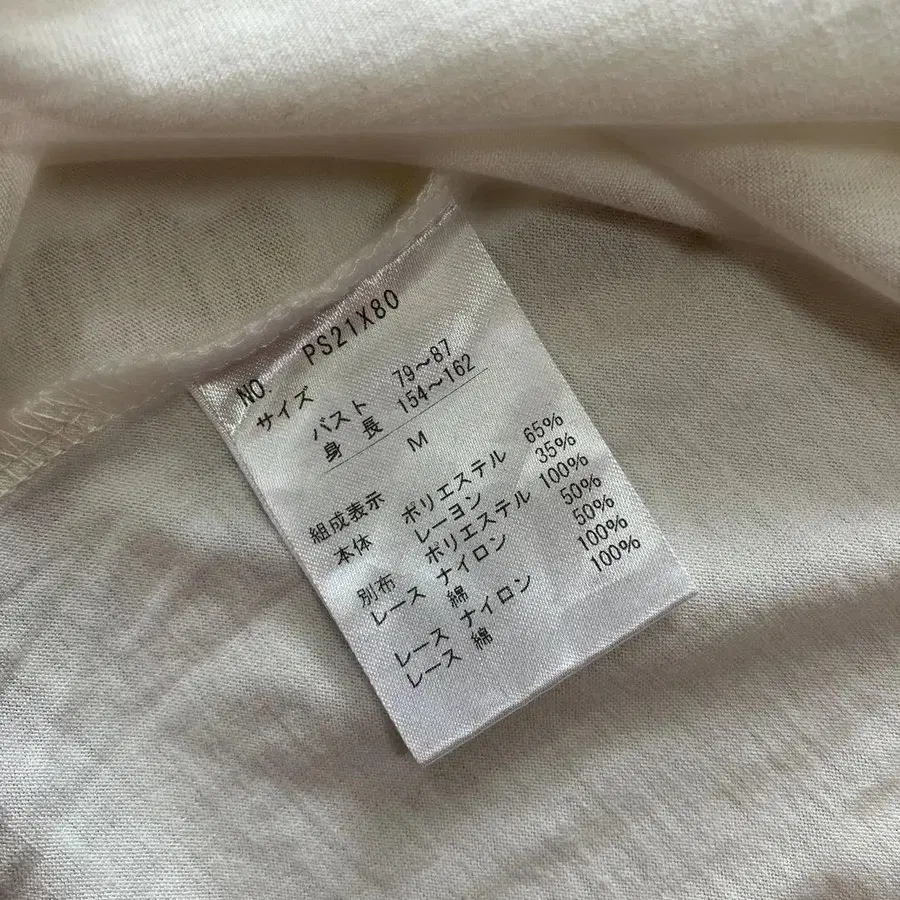 NO. PS21X80
サイズ
バスト 79～87
身長 154～162
M
組成表示
本体 ポリエステル 65%
レーヨン 35%
別布 ポリエステル 100%
レース ナイロン 50%
綿 50%
レース ナイロン 100%
レース 綿 100%